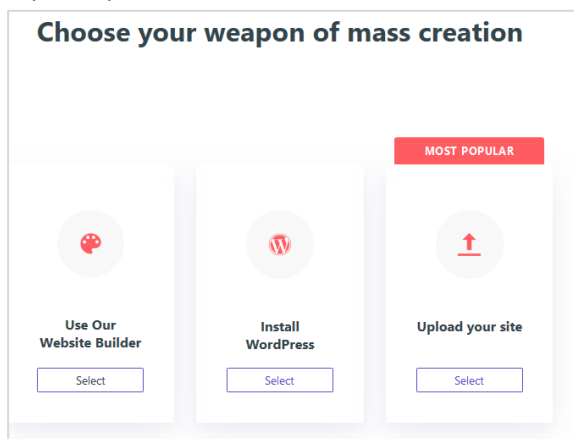 Choose your weapon of mass creation
MOST POPULAR
Use Our
Website Builder
Select
Install
WordPress
Select
Upload your site
Select